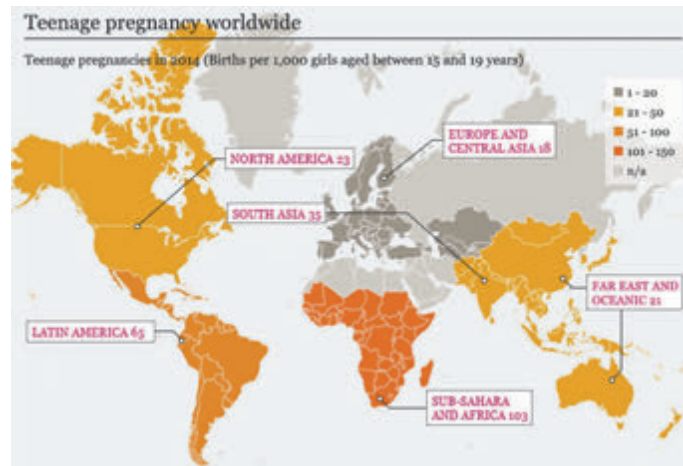 Teenage pregnancy worldwide
Teenage pregnancies in 2014 (Births per 1,000 girls aged between 15 and 19 years)
1 - 20
21 - 50
51 - 100
101 - 150
n/a
EUROPE AND
CENTRAL ASIA 18
NORTH AMERICA 23
SOUTH ASIA 35
FAR EAST AND
OCEANIC 21
LATIN AMERICA 65
SUB-SAHARA
AND AFRICA 103